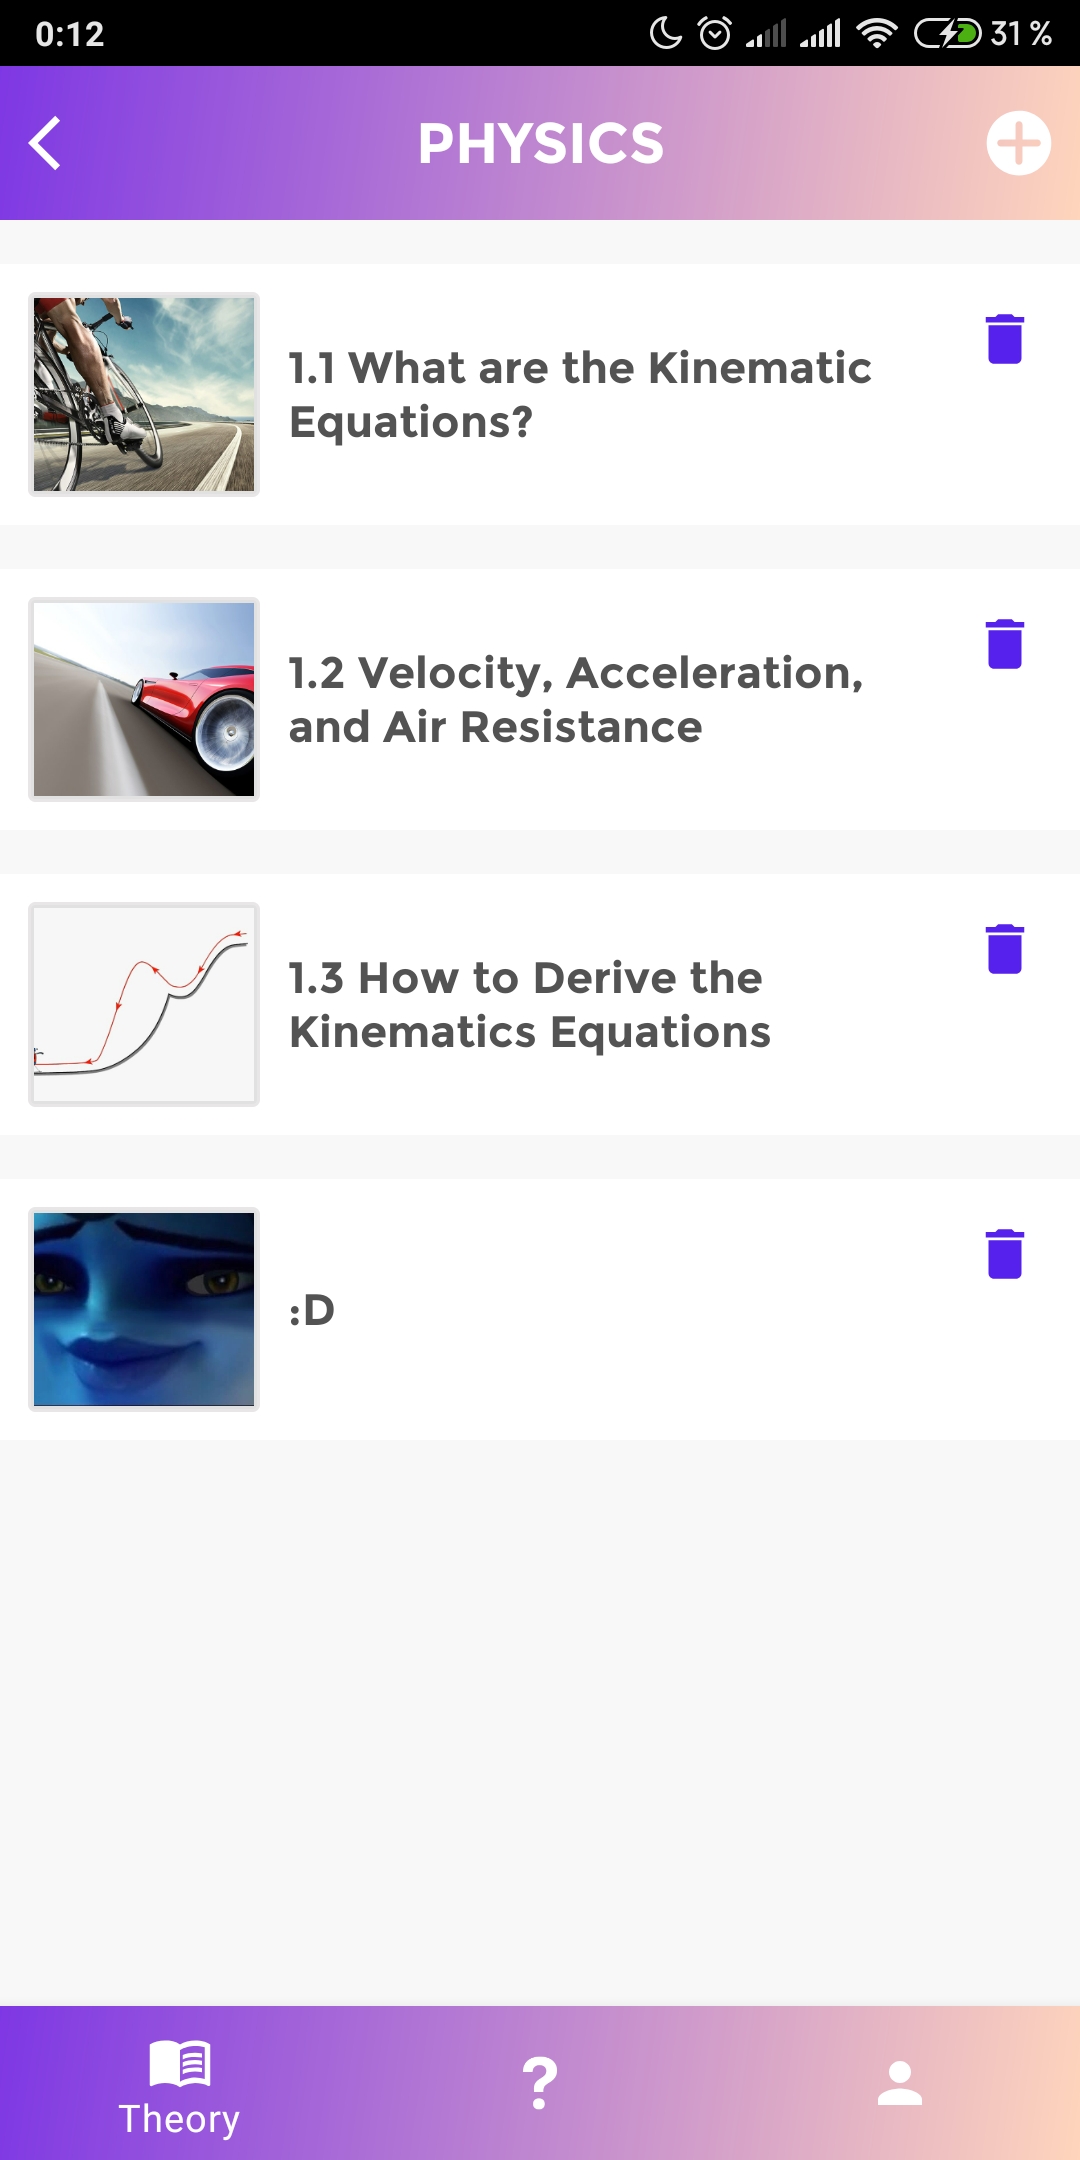 0:12
31 %
PHYSICS
1.1 What are the Kinematic
Equations?
1.2 Velocity, Acceleration,
and Air Resistance
1.3 How to Derive the
Kinematics Equations
:D
Theory
?